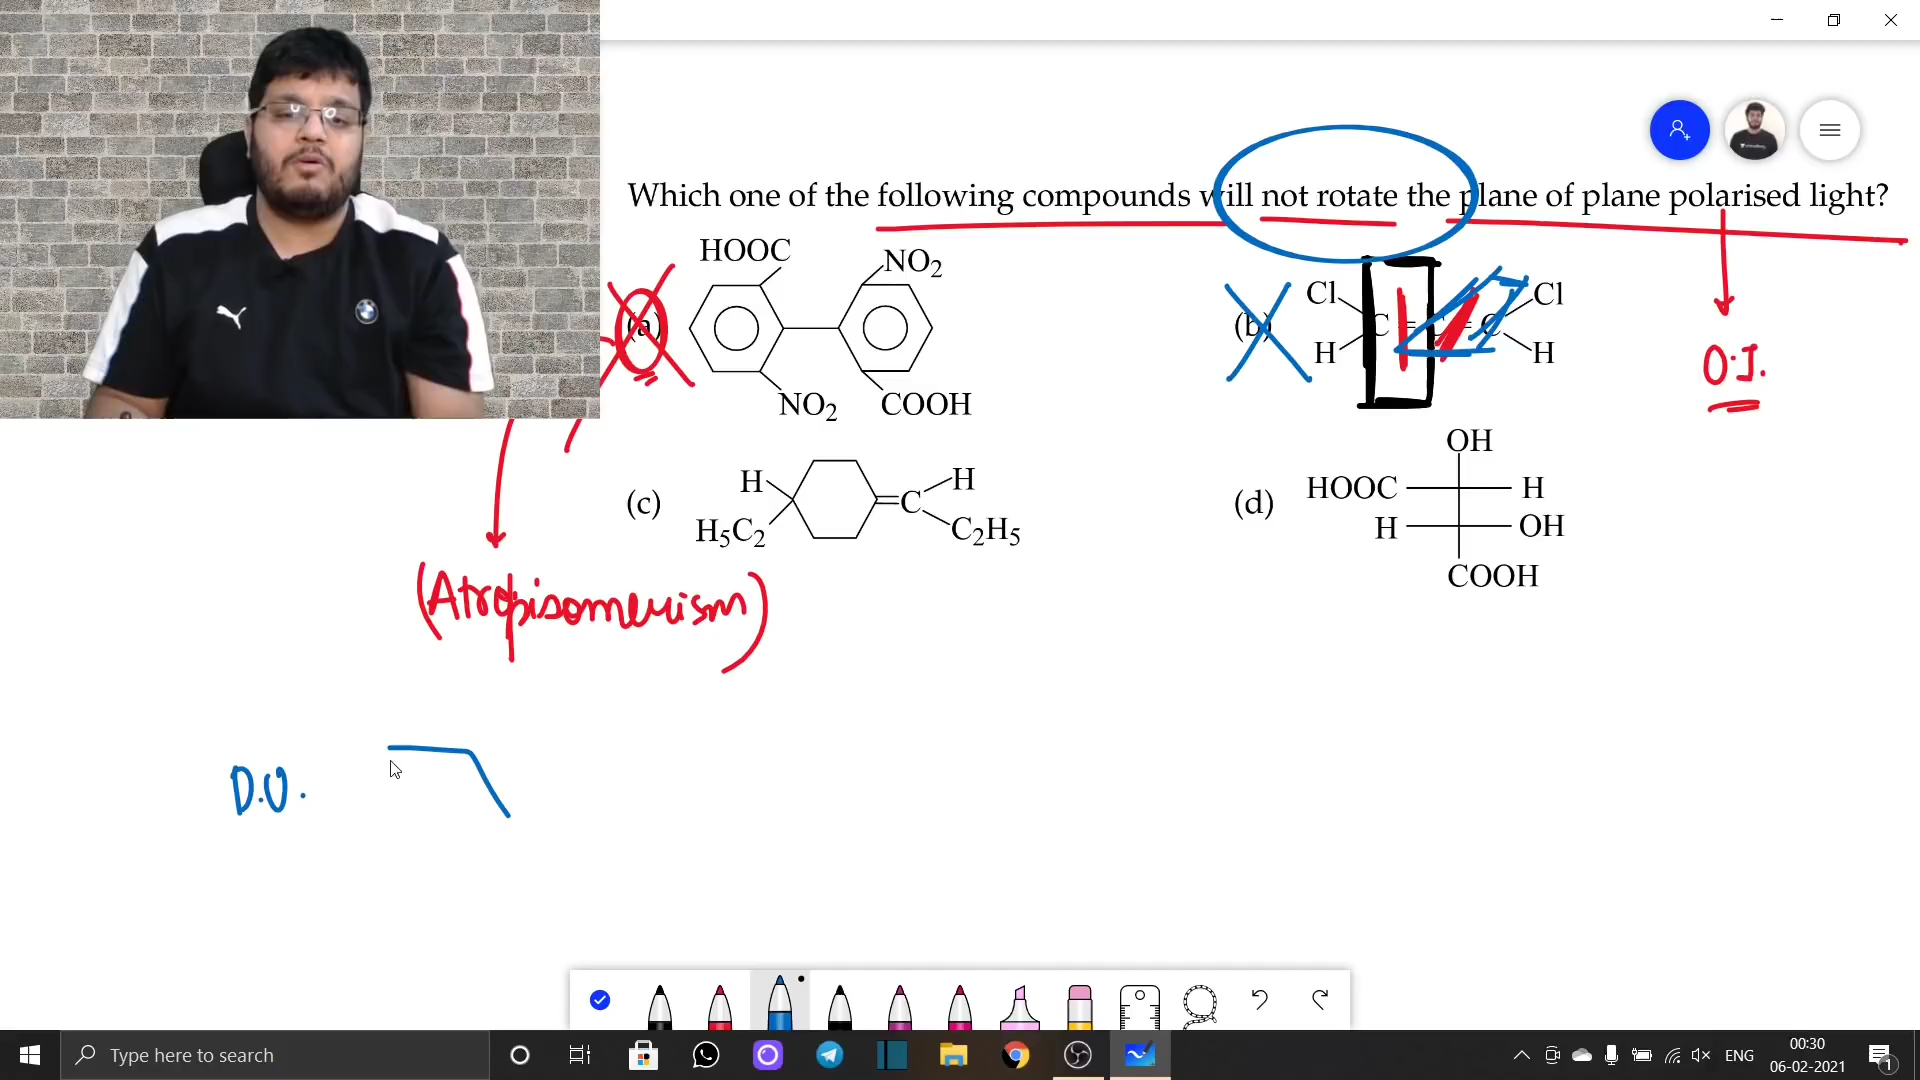 Which one of the following compounds will not rotate the plane of plane polarised light?
(a)
HOOC
NO2
NO2
COOH
(b)
Cl
C = C = C
Cl
H
H
O.I.
(c)
H
H5C2
=C
H
C2H5
(d)
OH
HOOC
H
H
OH
COOH
(Atropisomerism)
D.U.
Type here to search
ENG
00:30
06-02-2021
1